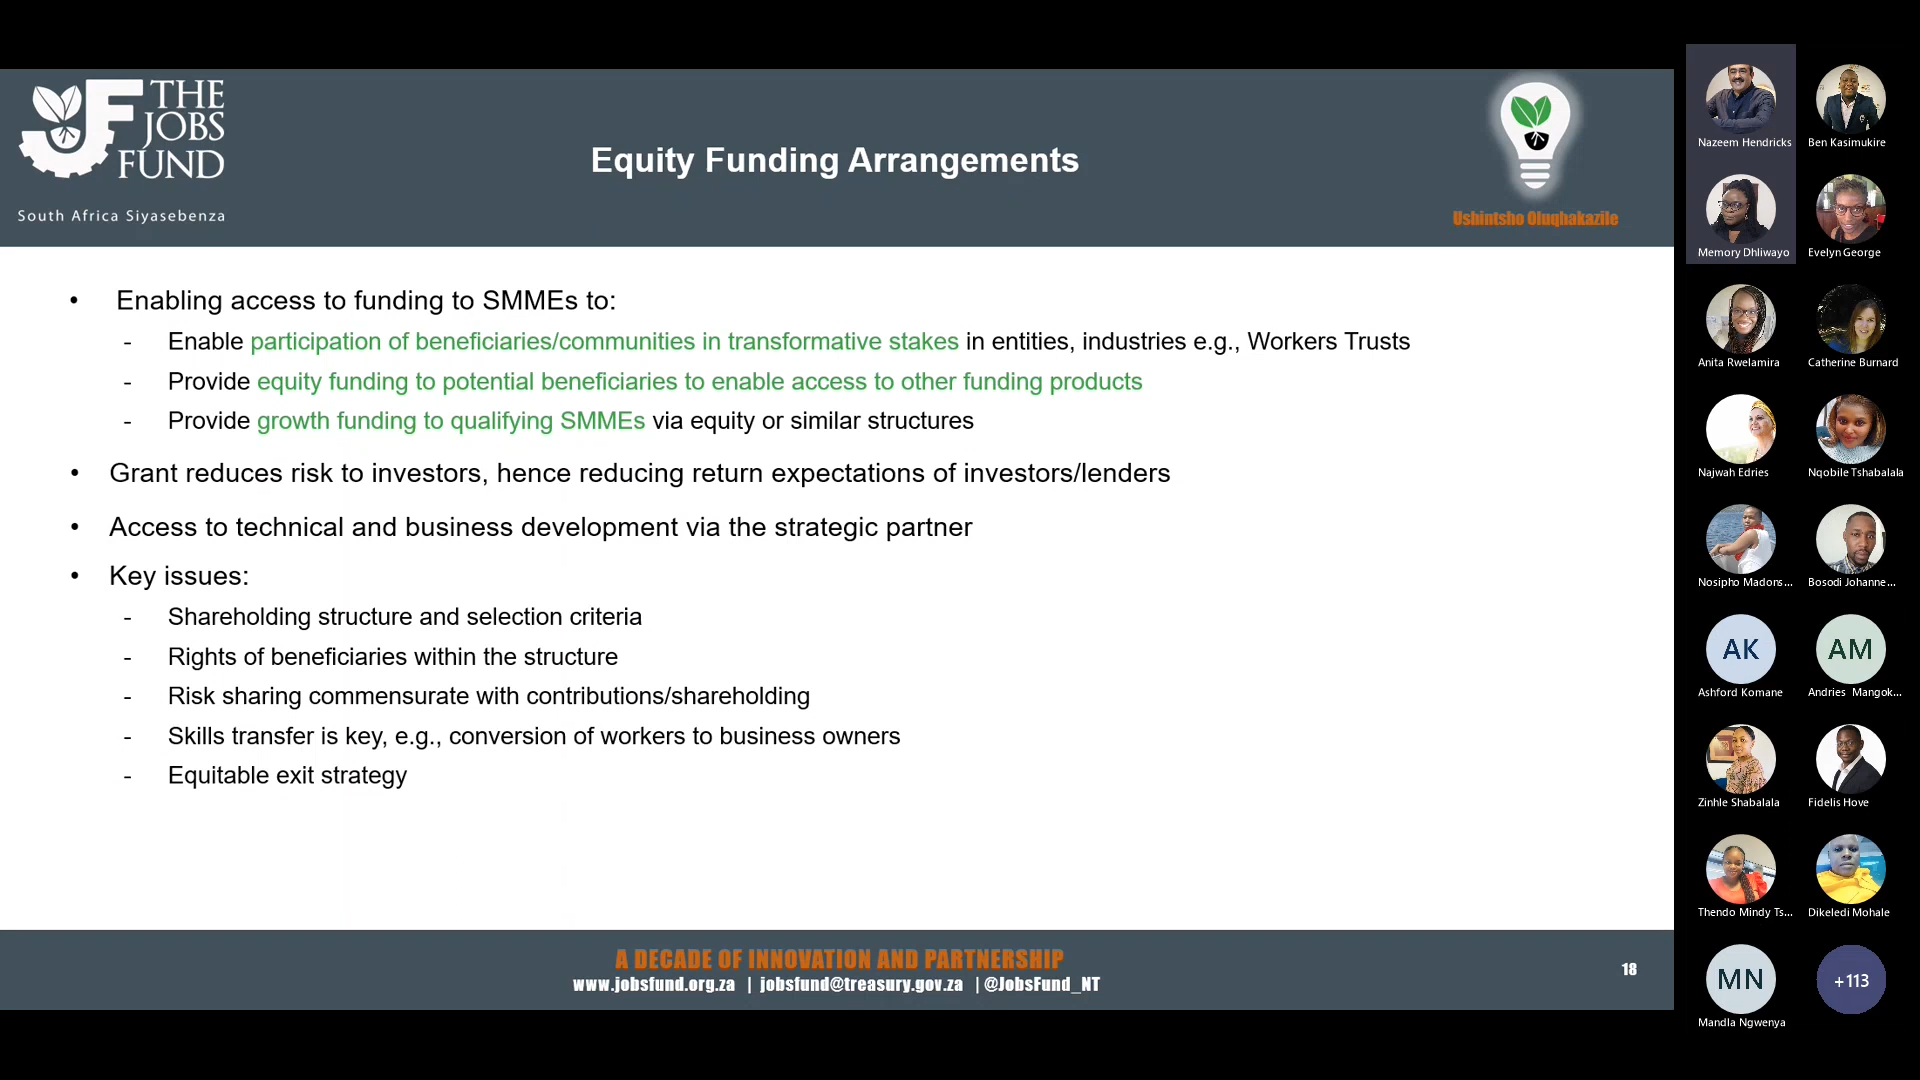 THE
JOBS
FUND
South Africa Siyasebenza
Equity Funding Arrangements
Ushintsho Oluqhakazile
• Enabling access to funding to SMMEs to:
- Enable participation of beneficiaries/communities in transformative stakes in entities, industries e.g., Workers Trusts
- Provide equity funding to potential beneficiaries to enable access to other funding products
- Provide growth funding to qualifying SMMEs via equity or similar structures
• Grant reduces risk to investors, hence reducing return expectations of investors/lenders
• Access to technical and business development via the strategic partner
• Key issues:
- Shareholding structure and selection criteria
- Rights of beneficiaries within the structure
- Risk sharing commensurate with contributions/shareholding
- Skills transfer is key, e.g., conversion of workers to business owners
- Equitable exit strategy
A DECADE OF INNOVATION AND PARTNERSHIP
www.jobsfund.org.za | jobsfund@treasury.gov.za | @JobsFund_NT
18
Nazeem Hendricks
Ben Kasimukire
Memory Dhliwayo
Evelyn George
Anita Rwelamira
Catherine Burnard
Najwah Edries
Nqobile Tshabalala
Nosipho Madons...
Bosodi Johanne...
AK
AM
Ashford Komane
Andries Mangok...
Zinhle Shabalala
Fidelis Hove
Thendo Mindy Ts...
Dikeledi Mohale
MN
+113
Mandla Ngwenya